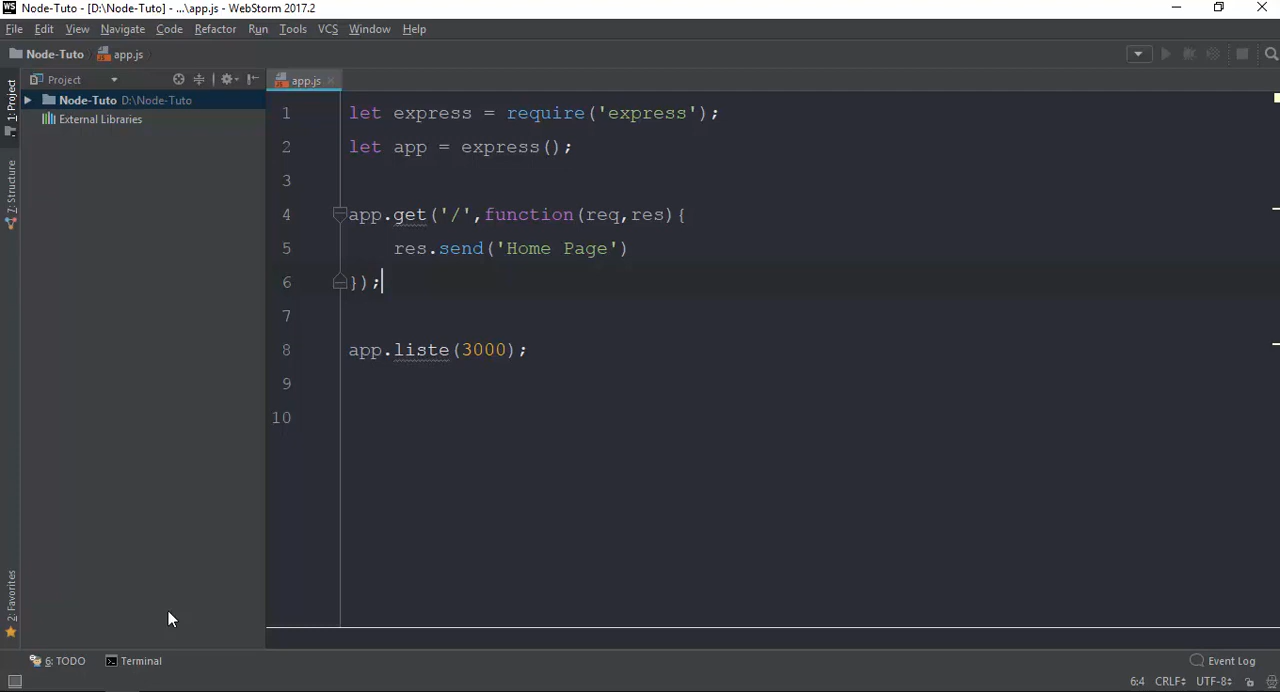 WS Node-Tuto - [D:\Node-Tuto] - ...\app.js - WebStorm 2017.2
File Edit View Navigate Code Refactor Run Tools VCS Window Help
Node-Tuto app.js
Project app.js
Node-Tuto D:\Node-Tuto
External Libraries
1: Project
7: Structure
2: Favorites
1 let express = require('express');
2 let app = express();
3
4 app.get('/',function(req,res){
5 res.send('Home Page')
6 });
7
8 app.liste(3000);
9
10
6: TODO Terminal Event Log
6:4 CRLF UTF-8